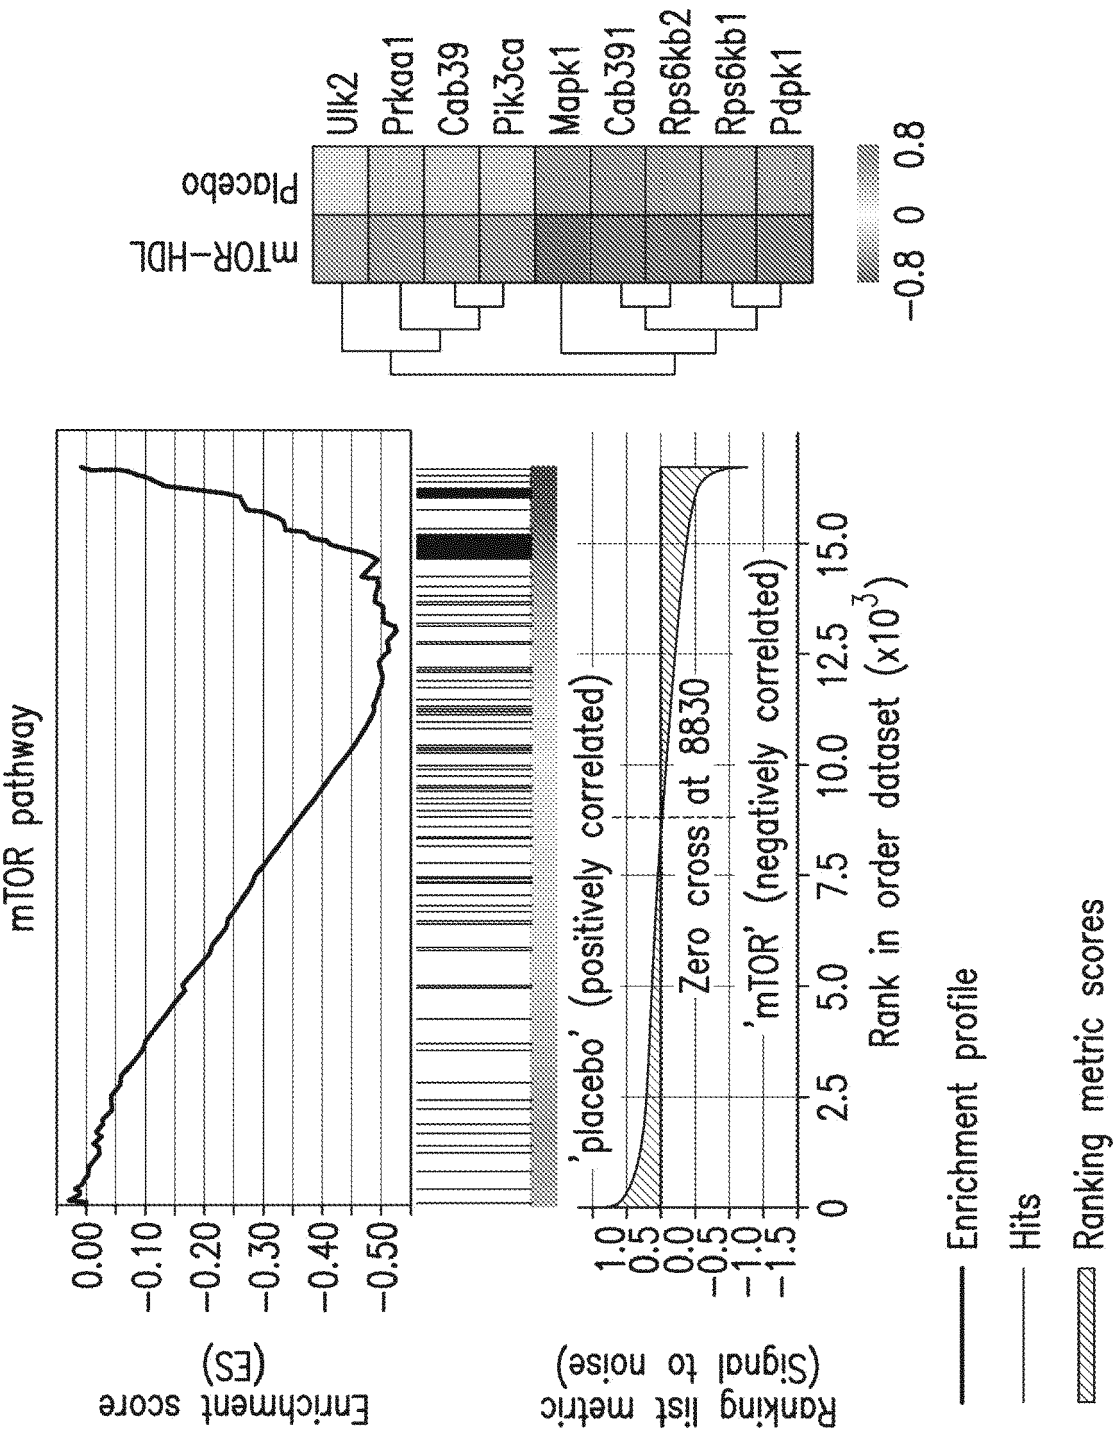 mTOR pathway
Enrichment score
(ES)
0.00
−0.10
−0.20
−0.30
−0.40
−0.50
Ranking list metric
(Signal to noise)
1.0
0.5
0.0
−0.5
−1.0
−1.5
'placebo' (positively correlated)
Zero cross at 8830
'mTOR' (negatively correlated)
0 2.5 5.0 7.5 10.0 12.5 15.0
Rank in order dataset (x10³)
Enrichment profile
Hits
Ranking metric scores
mTOR-HDL
Placebo
Ulk2
Prkaa1
Cab39
Pik3ca
Mapk1
Cab391
Rps6kb2
Rps6kb1
Pdpk1
−0.8 0 0.8